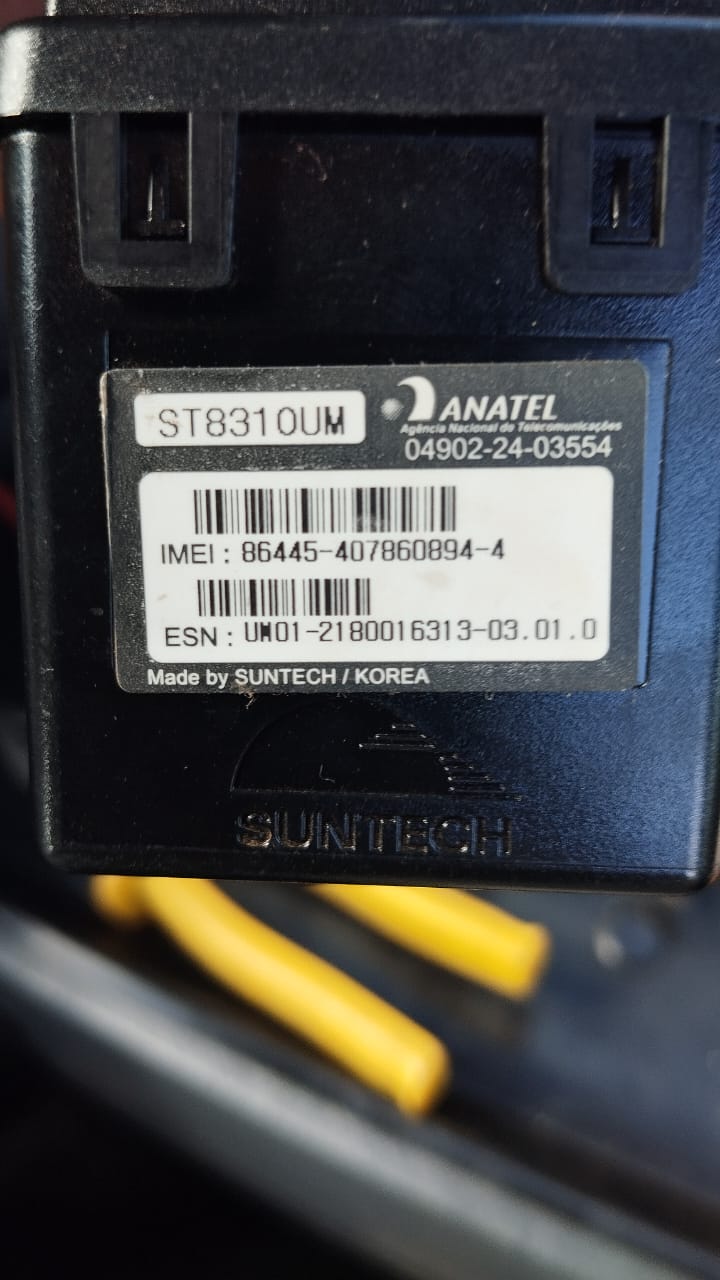 ST8310UM
ANATEL
Agência Nacional de Telecomunicações
04902-24-03554
IMEI : 86445-407860894-4
ESN : UM01-2180016313-03.01.0
Made by SUNTECH / KOREA
SUNTECH